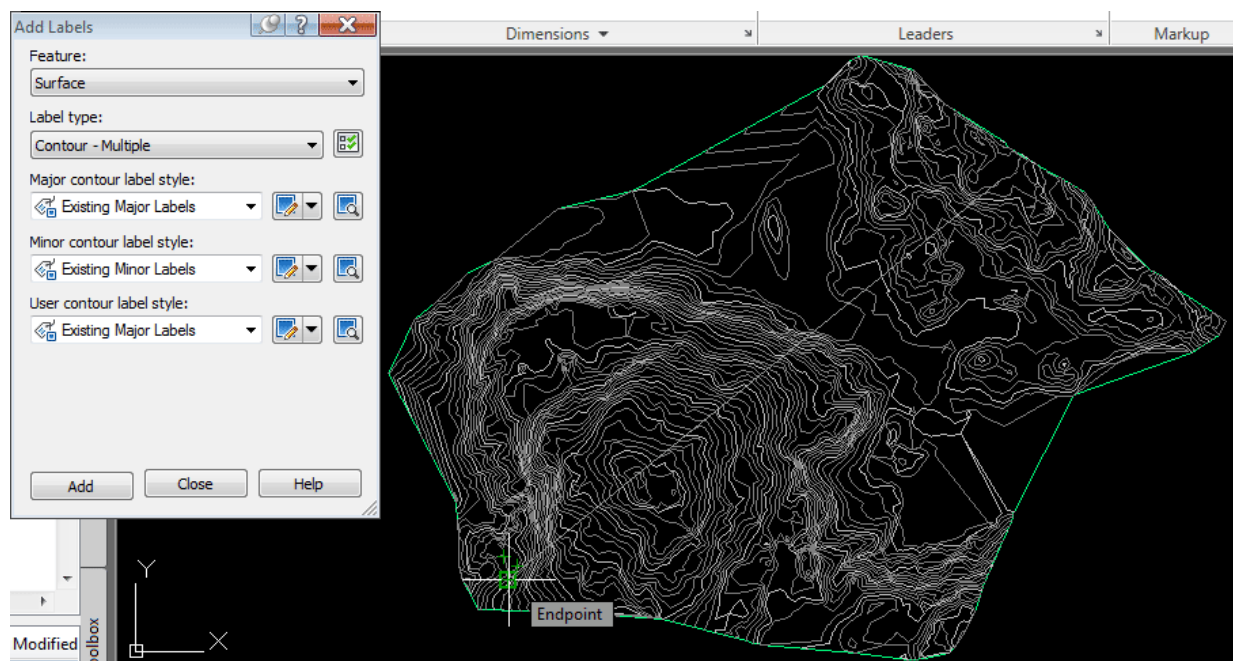 Add Labels
Feature:
Surface
Label type:
Contour - Multiple
Major contour label style:
Existing Major Labels
Minor contour label style:
Existing Minor Labels
User contour label style:
Existing Major Labels
Add
Close
Help
Dimensions
Leaders
Markup
Endpoint
Y
X
Modified
oolbox